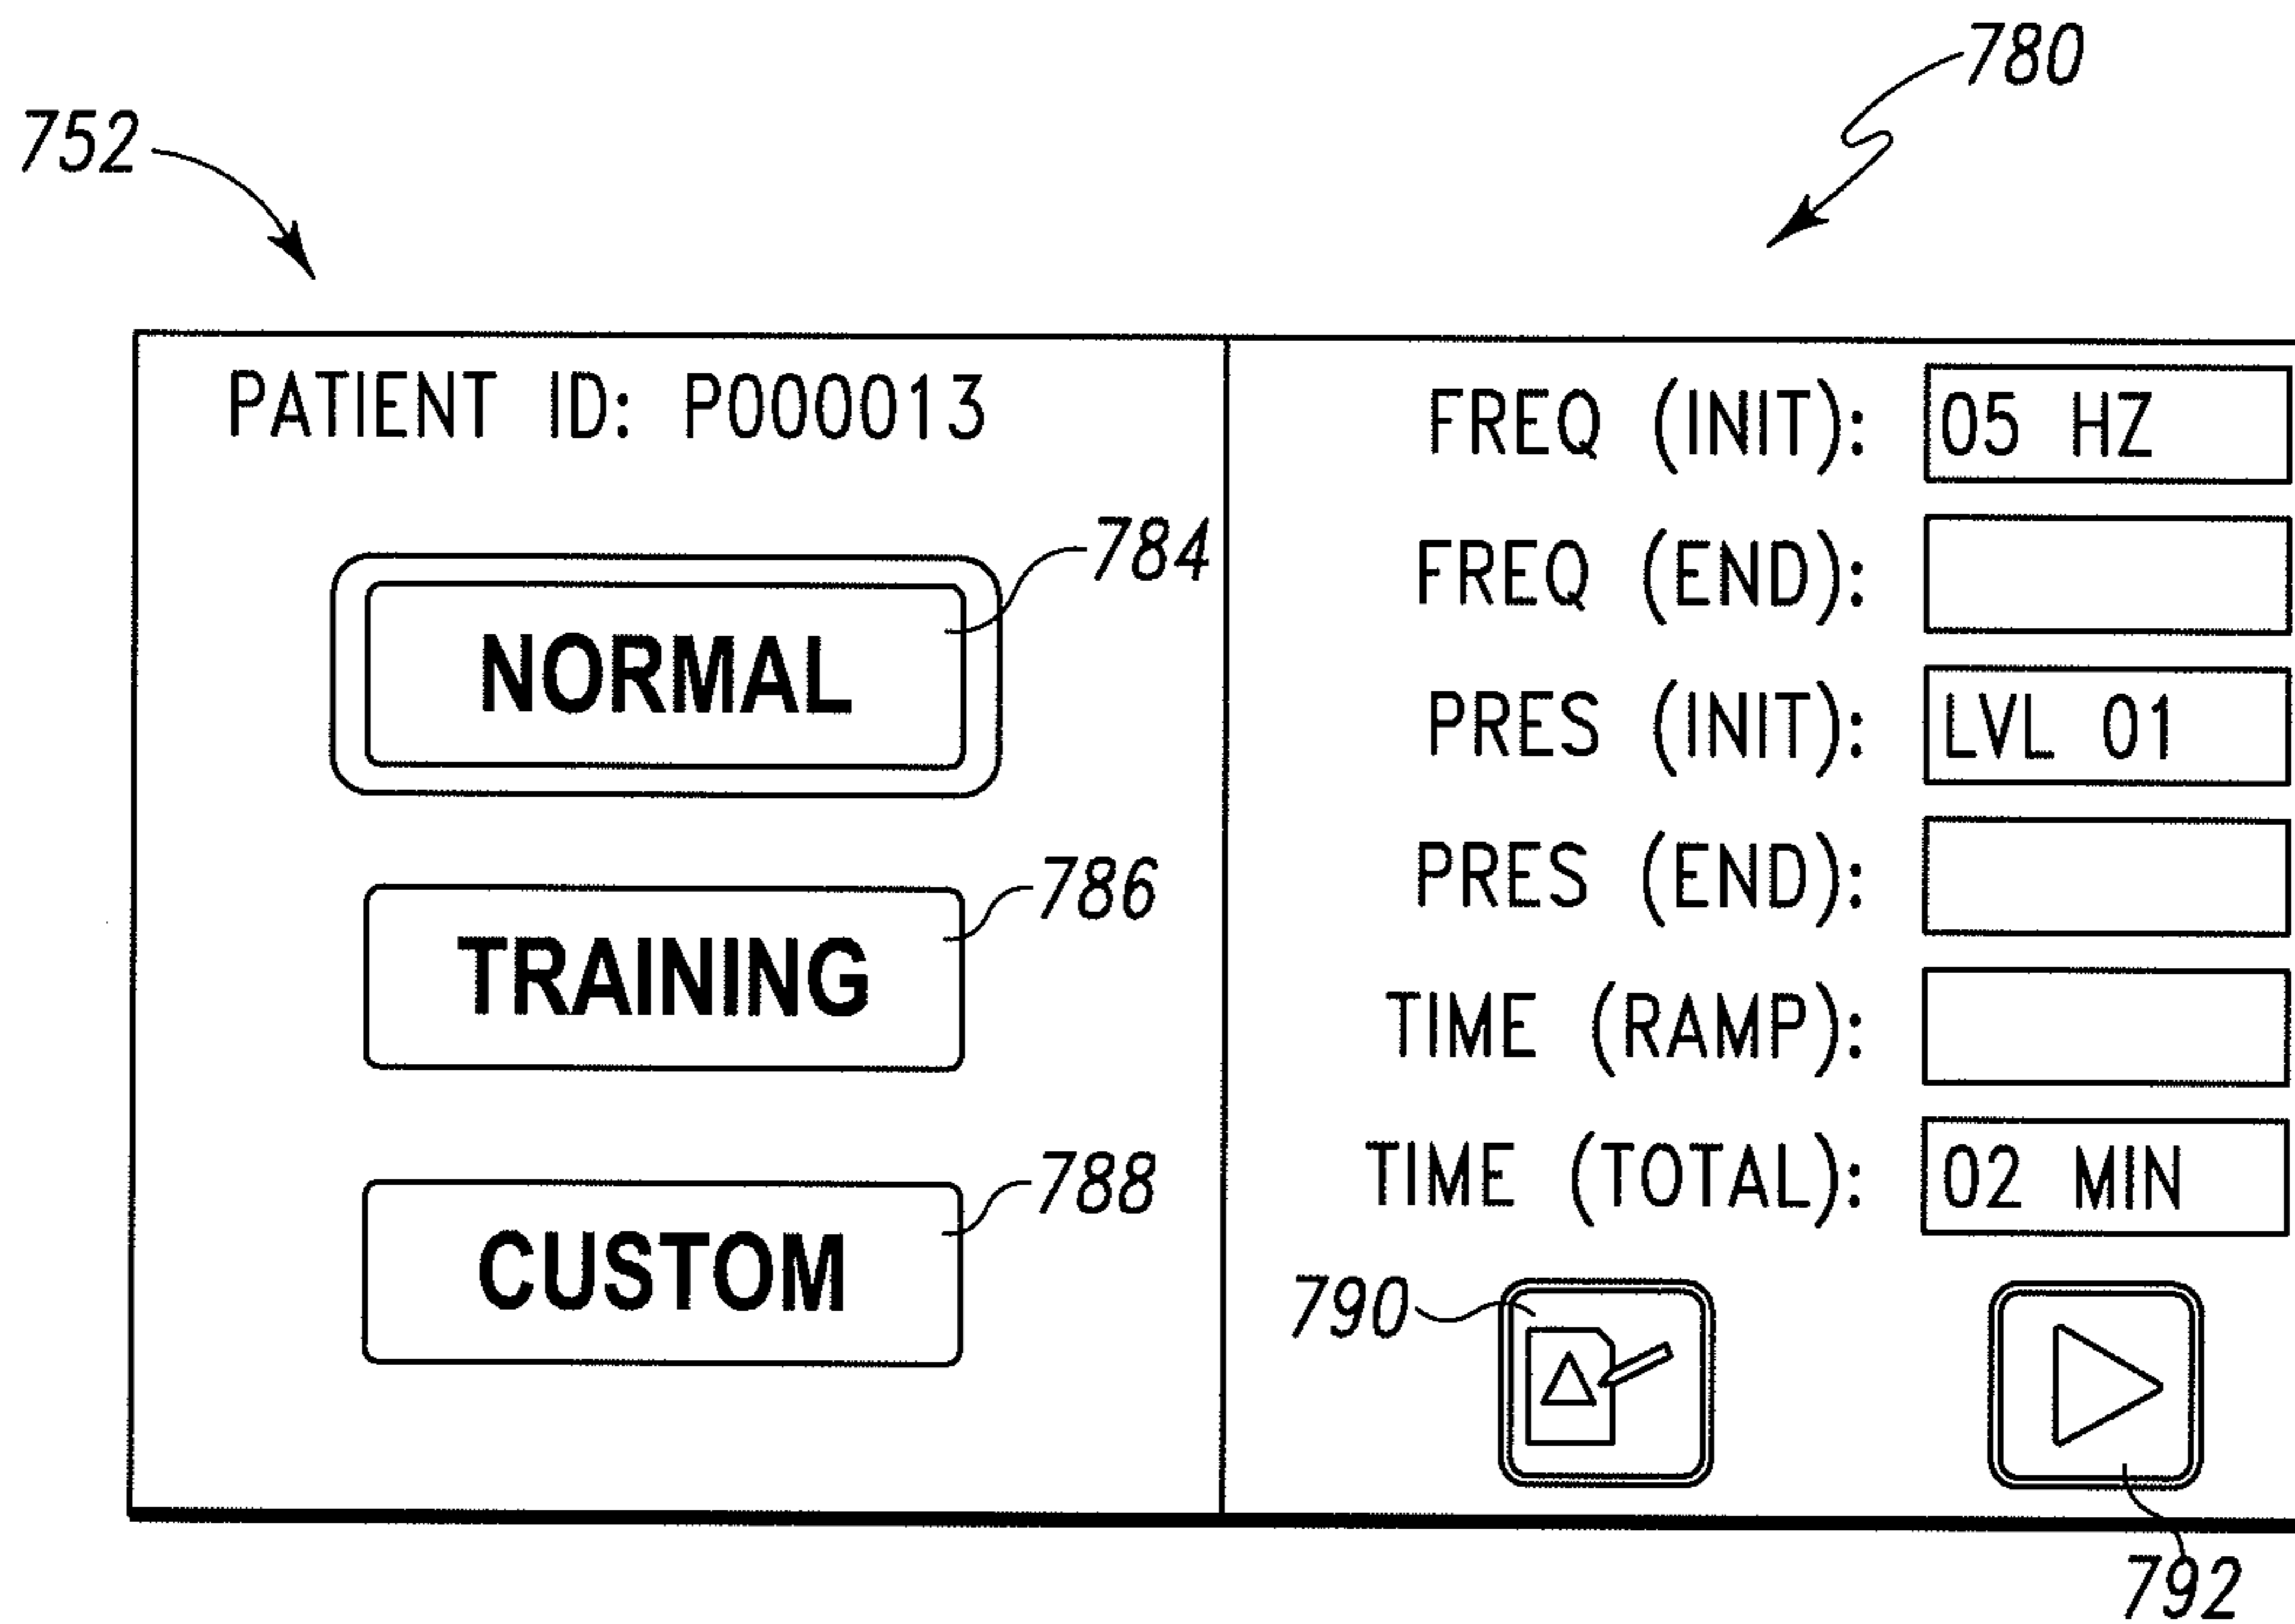 780
752
PATIENT ID: P000013
784
NORMAL
786
TRAINING
788
CUSTOM
FREQ (INIT): 05 HZ
FREQ (END):
PRES (INIT): LVL 01
PRES (END):
TIME (RAMP):
TIME (TOTAL): 02 MIN
790
792